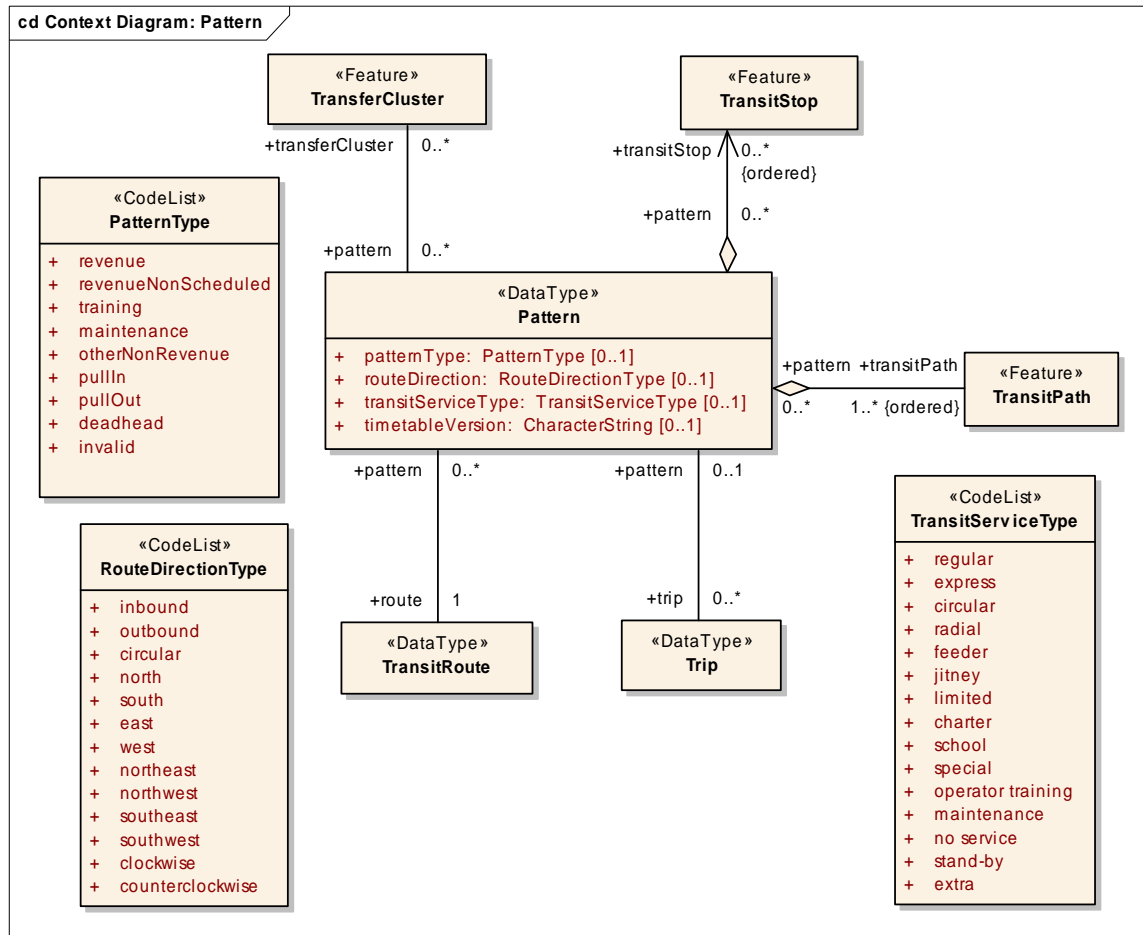 cd Context Diagram: Pattern
«Feature»
TransferCluster
+transferCluster 0..*
+pattern 0..*
«Feature»
TransitStop
+transitStop 0..*
{ordered}
+pattern 0..*
«CodeList»
PatternType
+ revenue
+ revenueNonScheduled
+ training
+ maintenance
+ otherNonRevenue
+ pullIn
+ pullOut
+ deadhead
+ invalid
«DataType»
Pattern
+ patternType: PatternType [0..1]
+ routeDirection: RouteDirectionType [0..1]
+ transitServiceType: TransitServiceType [0..1]
+ timetableVersion: CharacterString [0..1]
+pattern +transitPath
0..* 1..* {ordered}
«Feature»
TransitPath
+pattern 0..*
+route 1
+pattern 0..1
+trip 0..*
«DataType»
TransitRoute
«DataType»
Trip
«CodeList»
RouteDirectionType
+ inbound
+ outbound
+ circular
+ north
+ south
+ east
+ west
+ northeast
+ northwest
+ southeast
+ southwest
+ clockwise
+ counterclockwise
«CodeList»
TransitServiceType
+ regular
+ express
+ circular
+ radial
+ feeder
+ jitney
+ limited
+ charter
+ school
+ special
+ operator training
+ maintenance
+ no service
+ stand-by
+ extra